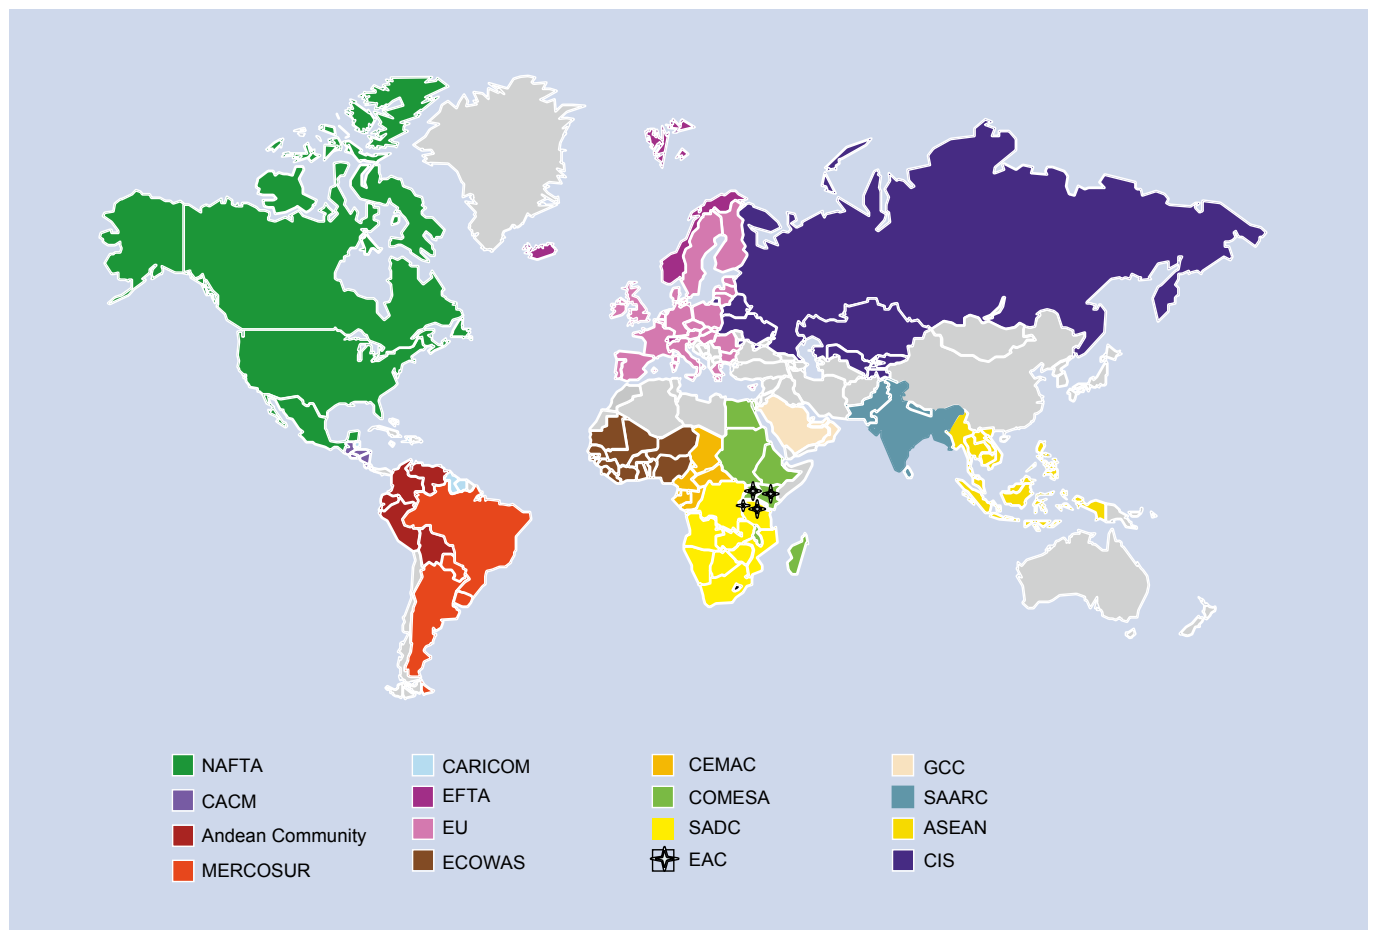 NAFTA
CACM
Andean Community
MERCOSUR
CARICOM
EFTA
EU
ECOWAS
CEMAC
COMESA
SADC
EAC
GCC
SAARC
ASEAN
CIS